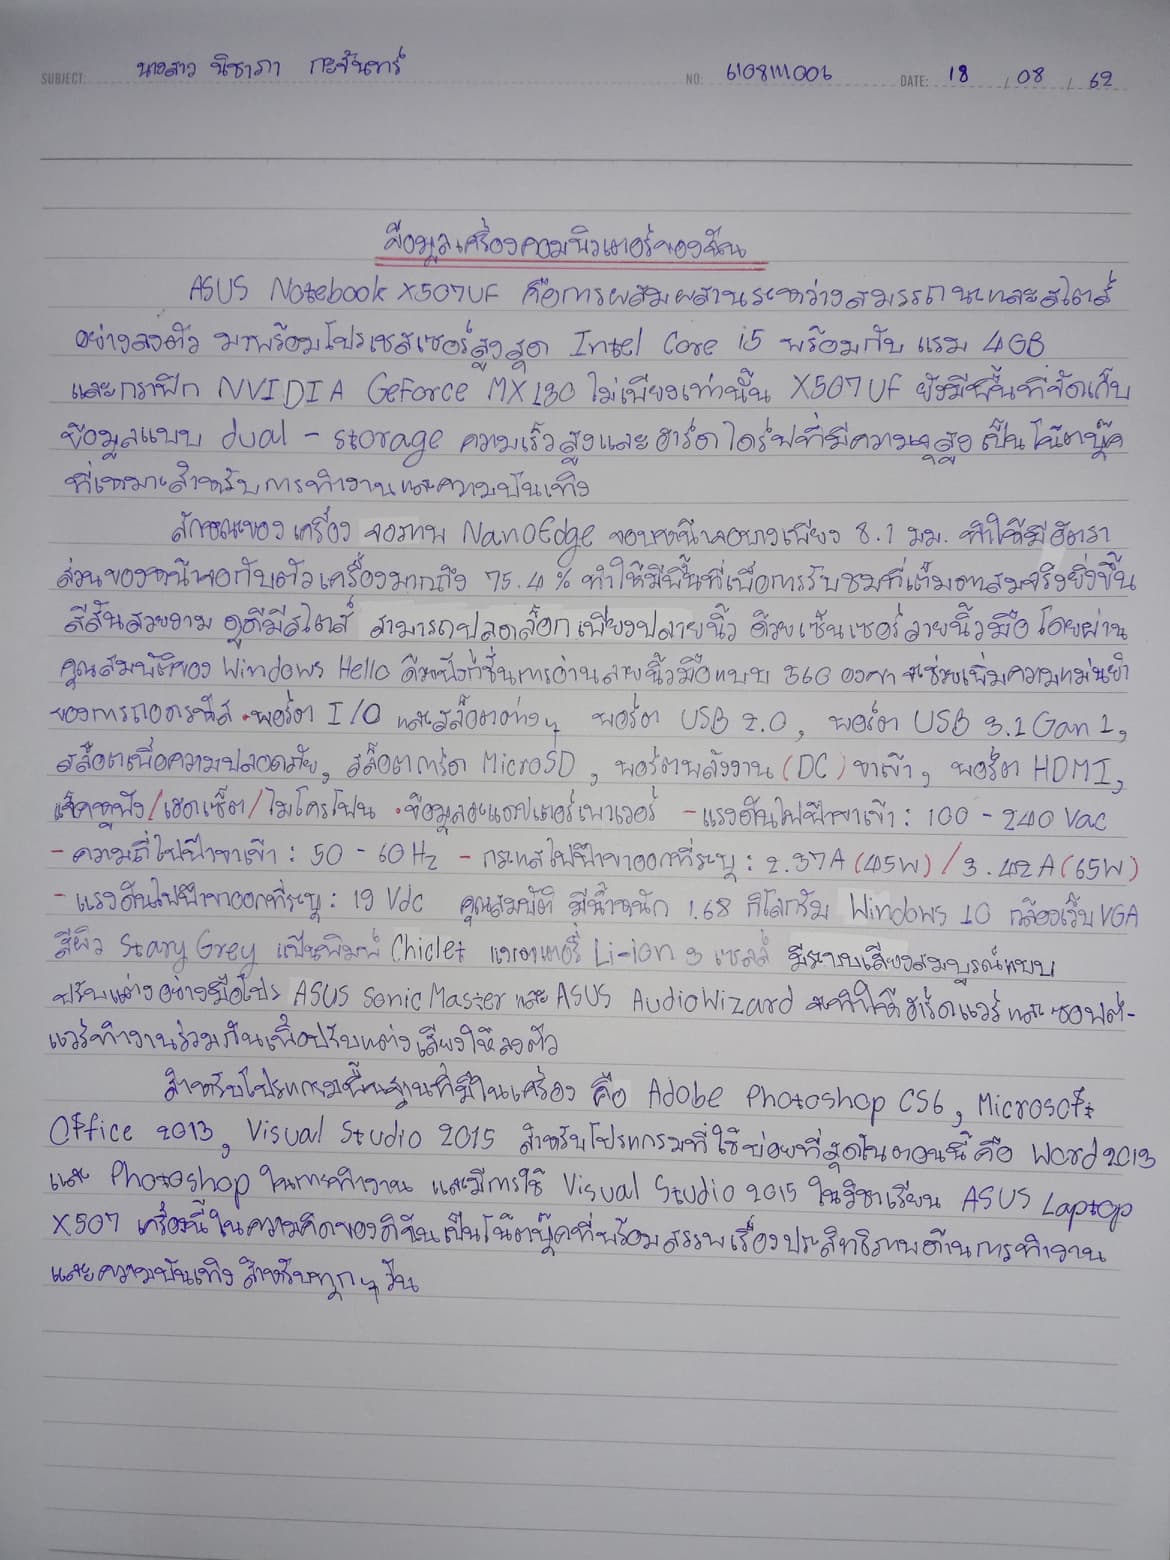 SUBJECT: นางสาว นิชาภา กะจันทร์ NO: 6108111006 DATE: 18 / 08 / 62
ข้อมูลเครื่องคอมพิวเตอร์ของฉัน
ASUS Notebook X507UF คือการผสมผสานระหว่างสมรรถนะและสไตล์
อย่างลงตัว มาพร้อมโปรเซสเซอร์สูงสุด Intel Core i5 พร้อมกับ แรม 4GB
และกราฟิก NVIDIA GeForce MX130 ไม่เพียงเท่านั้น X507UF ยังมีพื้นที่จัดเก็บ
ข้อมูลแบบ dual - storage ความเร็วสูงและฮาร์ดไดร์ฟที่มีความจุสูง เป็นโน๊ตบุ๊ค
ที่เหมาะสำหรับการทำงานและความบันเทิง
ลักษณะของเครื่อง จอภาพ NanoEdge ขอบหน้าจอบางเพียง 8.1 มม. ทำให้มีอัตรา
ส่วนของหน้าจอกับตัวเครื่องมากถึง 75.4 % ทำให้มีพื้นที่เพื่อการรับชมที่เต็มตาสมจริงยิ่งขึ้น
สีสันสวยงาม ดูดีมีสไตล์ สามารถปลดล็อกเพียงปลายนิ้ว ด้วยเซ็นเซอร์ลายนิ้วมือ โดยผ่าน
คุณสมบัติของ Windows Hello ด้วยฟังก์ชั่นการอ่านลายนิ้วมือแบบ 360 องศา จะช่วยเพิ่มความแม่นยำ
ของการถอดรหัส • พอร์ต I/O และสล็อตต่างๆ พอร์ต USB 2.0, พอร์ต USB 3.1 Gan 1,
สล็อตเพื่อความปลอดภัย, สล็อตการ์ด MicroSD, พอร์ตพลังงาน (DC) ขาเข้า, พอร์ต HDMI,
แจ็คหูฟัง/เฮดเซ็ต/ไมโครโฟน • ข้อมูลอะแดปเตอร์เพาเวอร์ - แรงดันไฟฟ้าขาเข้า : 100 - 240 Vac
- ความถี่ไฟฟ้าขาเข้า : 50 - 60Hz - กระแสไฟฟ้าขาออกที่ระบุ : 2.37A (45W) / 3.42A (65W)
- แรงดันไฟฟ้าขาออกที่ระบุ : 19 Vdc คุณสมบัติ มีน้ำหนัก 1.68 กิโลกรัม Windows 10 กล้องเว็บ VGA
สีผิว Stary Grey แป้นพิมพ์ Chiclet แบตเตอรี่ Li-ion 3 เซลล์ มีระบบเสียงสมบูรณ์แบบ
ปรับแต่งอย่างมือโปร ASUS SonicMaster และ ASUS AudioWizard จะทำให้ฮาร์ดแวร์ และ ซอฟต์-
แวร์ทำงานร่วมกันเพื่อปรับแต่งเสียงให้ลงตัว
สำหรับโปรแกรมพื้นฐานที่มีในเครื่อง คือ Adobe Photoshop CS6, Microsoft
Office 2013, Visual Studio 2015 สำหรับโปรแกรมที่ใช้บ่อยที่สุดในตอนนี้ คือ Word 2013
และ Photoshop ในการทำงาน และมีการใช้ Visual Studio 2015 ในวิชาเรียน ASUS Laptop
X507 เครื่องนี้ในความคิดของดิฉันเป็นโน๊ตบุ๊คที่พร้อมสรรพเรื่องประสิทธิภาพด้านการทำงาน
และความบันเทิง สำหรับทุกๆ วัน